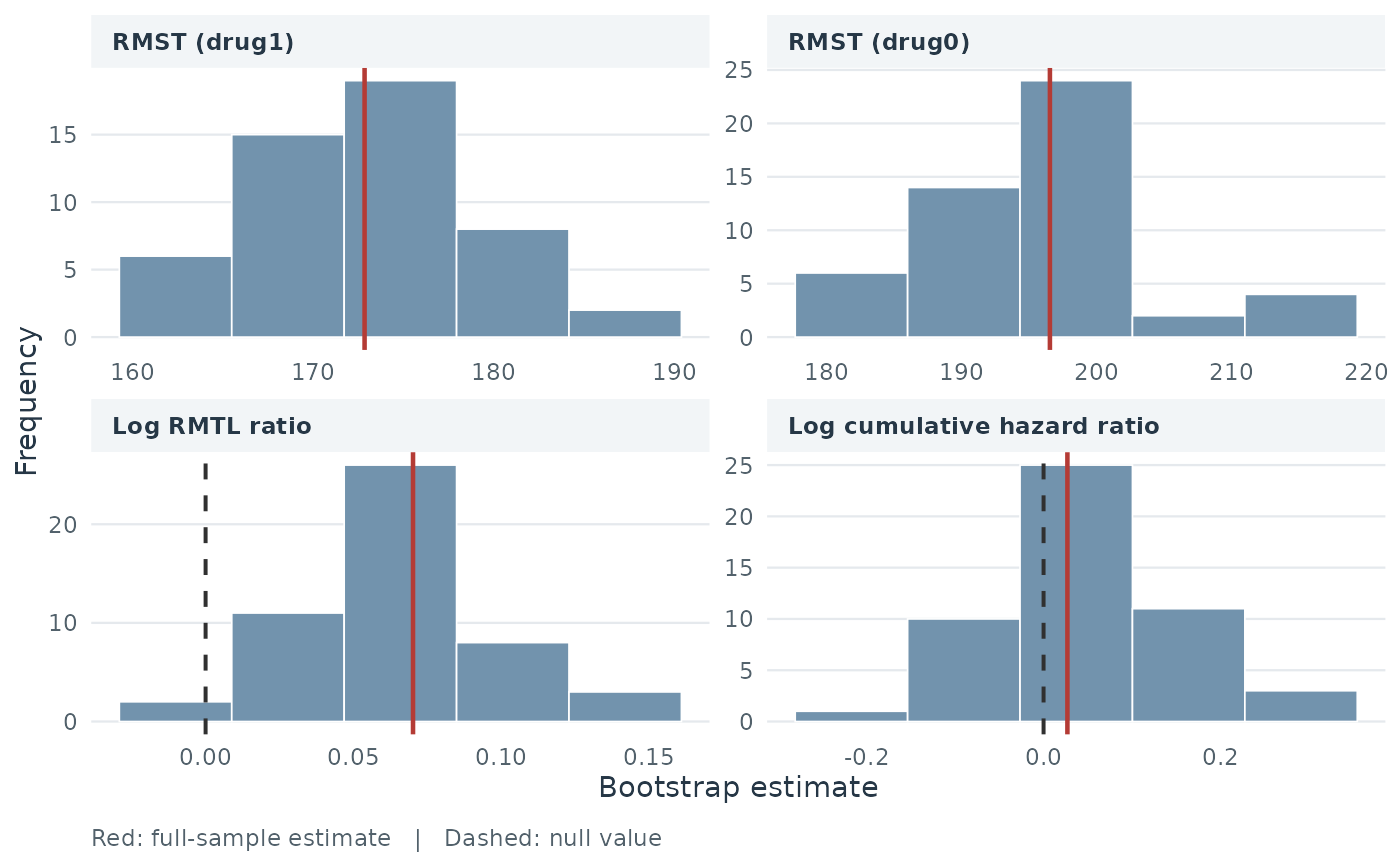 RMST (drug1)
15
10
5
0
160 170 180 190
RMST (drug0)
25
20
15
10
5
0
180 190 200 210 220
Log RMTL ratio
20
10
0
0.00 0.05 0.10 0.15
Log cumulative hazard ratio
25
20
15
10
5
0
-0.2 0.0 0.2
Frequency
Bootstrap estimate
Red: full-sample estimate | Dashed: null value